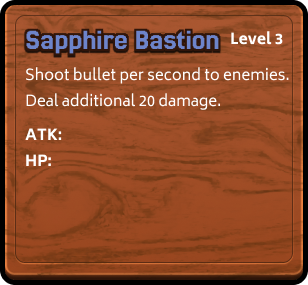 Sapphire Bastion Level 3
Shoot bullet per second to enemies.
Deal additional 20 damage.
ATK:
HP: